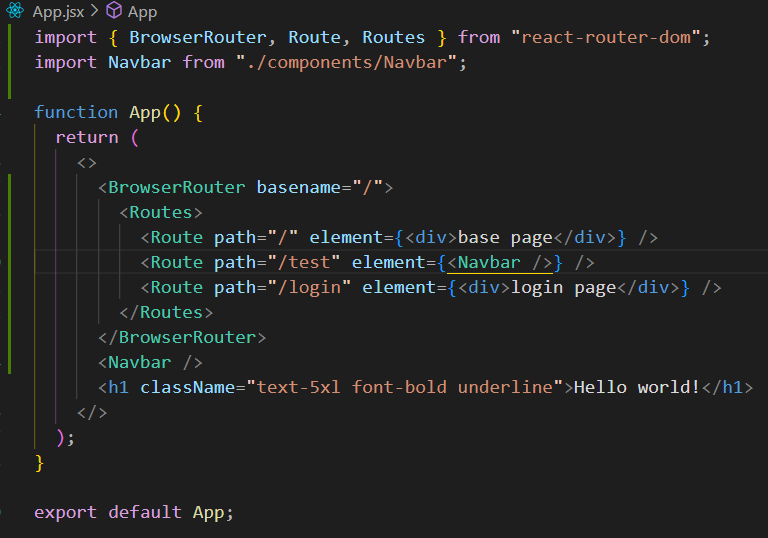 App.jsx > App
import { BrowserRouter, Route, Routes } from "react-router-dom";
import Navbar from "./components/Navbar";
function App() {
return (
<>
<BrowserRouter basename="/">
<Routes>
<Route path="/" element={<div>base page</div>} />
<Route path="/test" element={<Navbar />} />
<Route path="/login" element={<div>login page</div>} />
</Routes>
</BrowserRouter>
<Navbar />
<h1 className="text-5xl font-bold underline">Hello world!</h1>
</>
);
}
export default App;